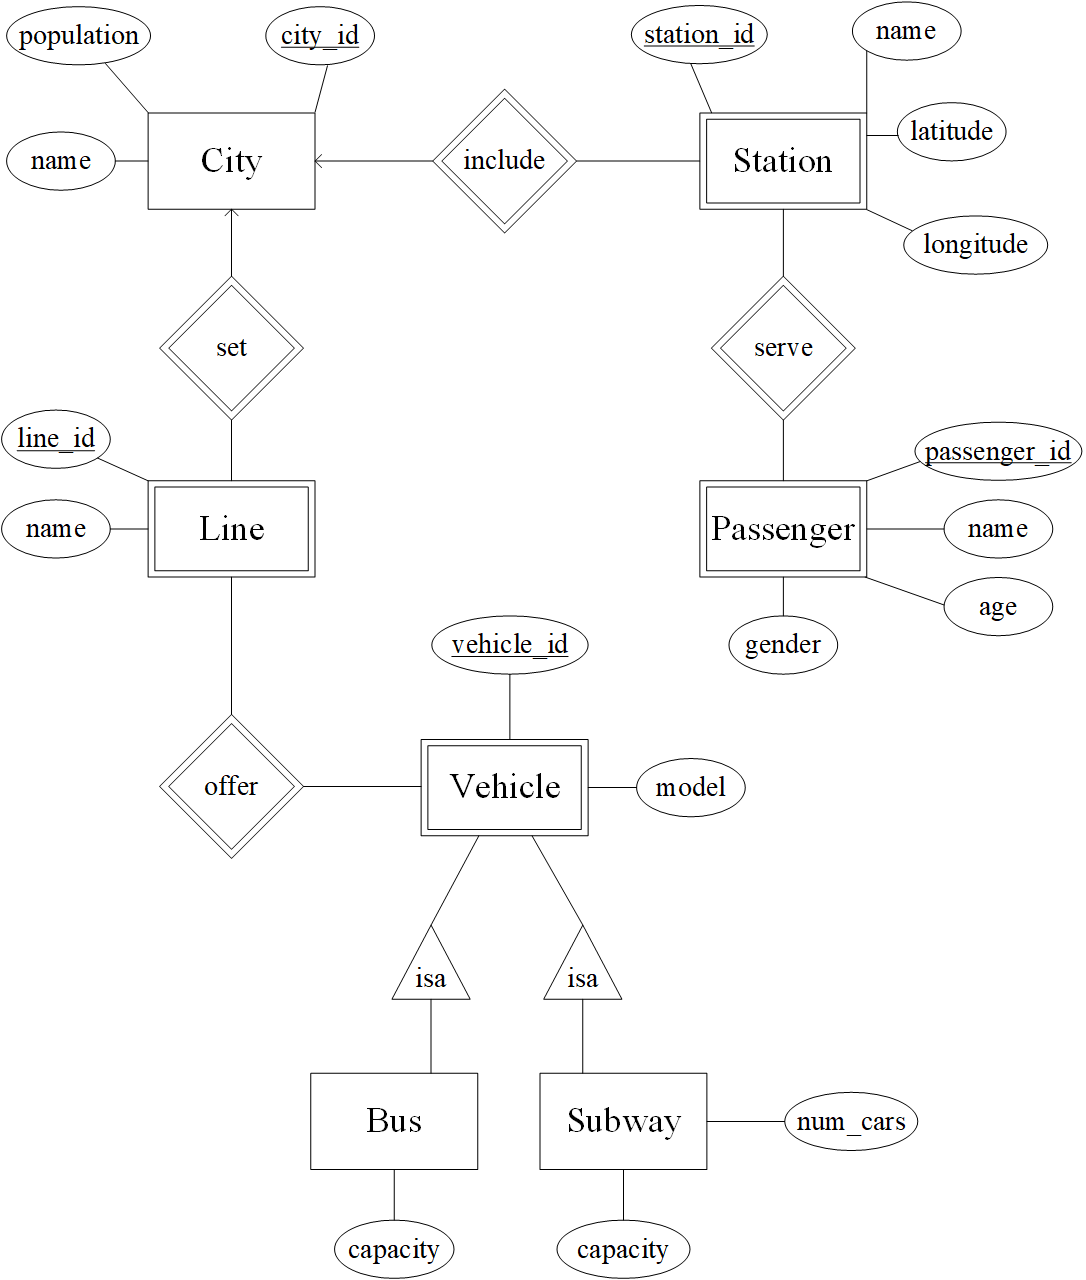 population
city_id
station_id
name
latitude
City
include
Station
name
longitude
set
serve
line_id
passenger_id
name
Line
Passenger
name
age
vehicle_id
gender
offer
Vehicle
model
isa
isa
Bus
Subway
num_cars
capacity
capacity